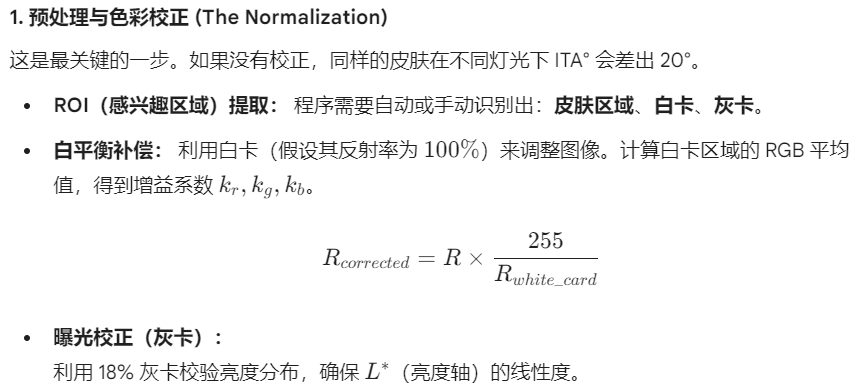 1. 预处理与色彩校正 (The Normalization)
这是最关键的一步。如果没有校正，同样的皮肤在不同灯光下 ITA° 会差出 20°。
• ROI（感兴趣区域）提取： 程序需要自动或手动识别出：皮肤区域、白卡、灰卡。
• 白平衡补偿： 利用白卡（假设其反射率为 100%）来调整图像。计算白卡区域的 RGB 平均
值，得到增益系数 k_r, k_g, k_b。
R_{corrected} = R × \frac{255}{R_{white\_card}}
• 曝光校正（灰卡）：
利用 18% 灰卡校验亮度分布，确保 L*（亮度轴）的线性度。